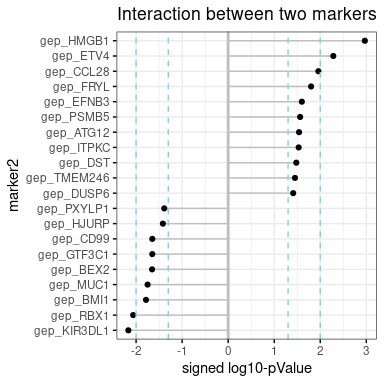 Interaction between two markers
marker2
gep_HMGB1
gep_ETV4
gep_CCL28
gep_FRYL
gep_EFNB3
gep_PSMB5
gep_ATG12
gep_ITPKC
gep_DST
gep_TMEM246
gep_DUSP6
gep_PXYLP1
gep_HJURP
gep_CD99
gep_GTF3C1
gep_BEX2
gep_MUC1
gep_BMI1
gep_RBX1
gep_KIR3DL1
-2 -1 0 1 2 3
signed log10-pValue